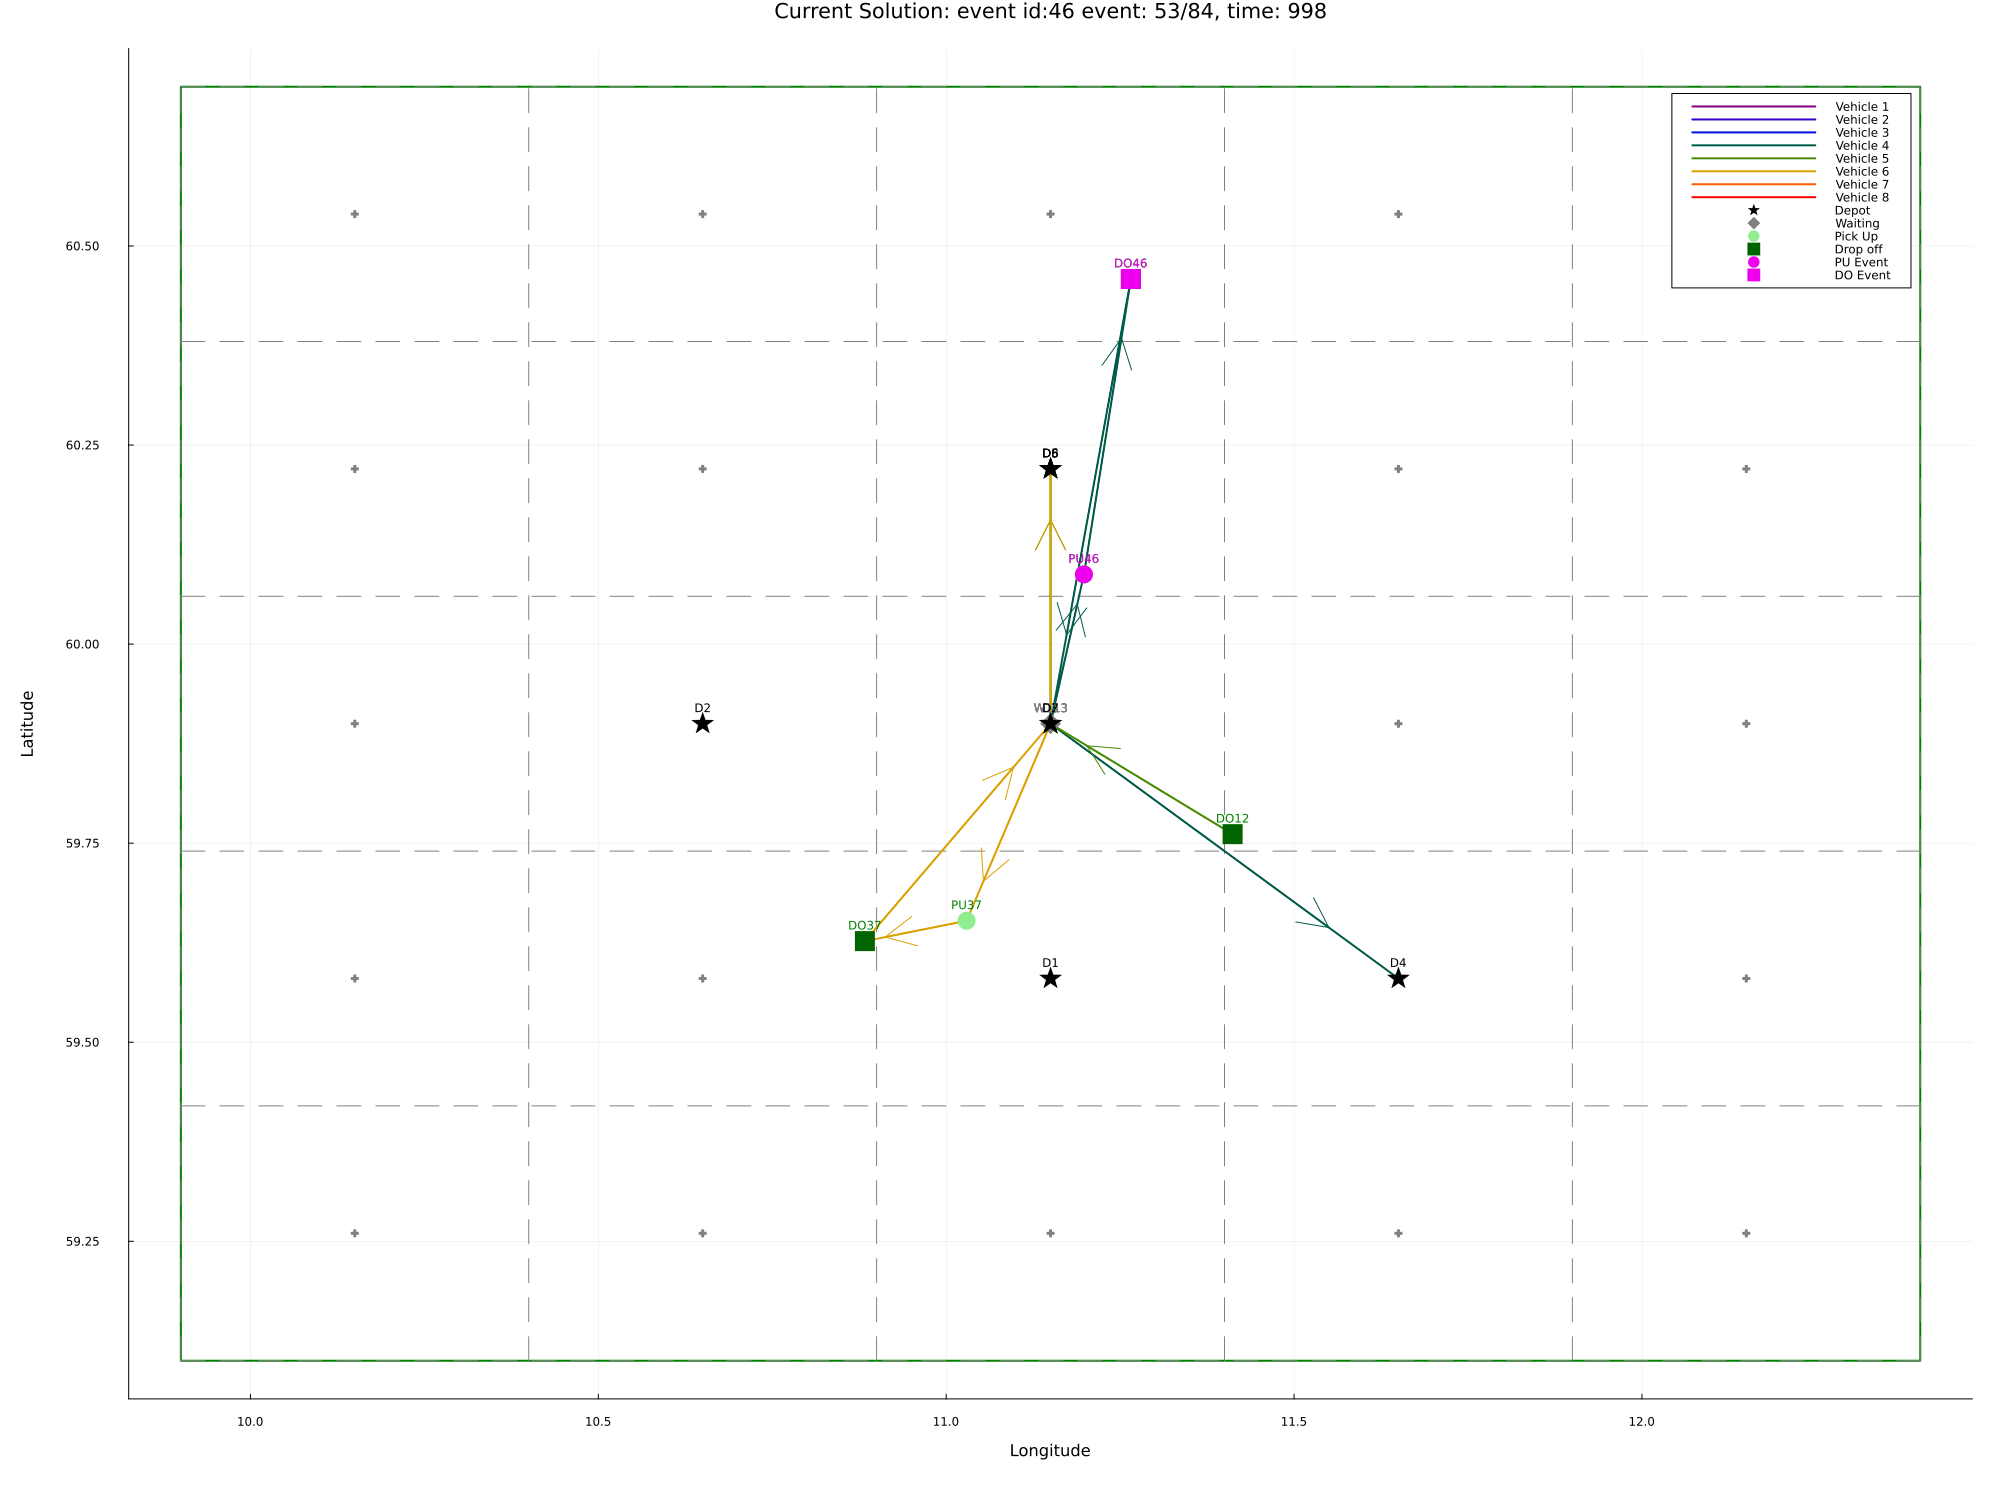 Current Solution: event id:46 event: 53/84, time: 998
Vehicle 1
Vehicle 2
Vehicle 3
Vehicle 4
Vehicle 5
Vehicle 6
Vehicle 7
Vehicle 8
Depot
Waiting
Pick Up
Drop off
PU Event
DO Event
60.50
60.25
60.00
59.75
59.50
59.25
Latitude
DO46
PU46
D2
DO12
PU37
DO37
D1
D4
10.0
10.5
11.0
11.5
12.0
Longitude